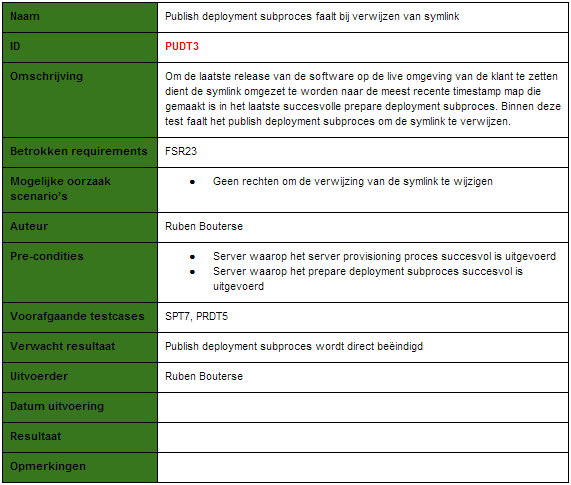 Naam
Publish deployment subproces faalt bij verwijzen van symlink
ID
PUDT3
Omschrijving
Om de laatste release van de software op de live omgeving van de klant te zetten
dient de symlink omgezet te worden naar de meest recente timestamp map die
gemaakt is in het laatste succesvolle prepare deployment subproces. Binnen deze
test faalt het publish deployment subproces om de symlink te verwijzen.
Betrokken requirements
FSR23
Mogelijke oorzaak
scenario's
● Geen rechten om de verwijzing van de symlink te wijzigen
Auteur
Ruben Bouterse
Pre-condities
● Server waarop het server provisioning proces succesvol is uitgevoerd
● Server waarop het prepare deployment subproces succesvol is
uitgevoerd
Voorafgaande testcases
SPT7, PRDT5
Verwacht resultaat
Publish deployment subproces wordt direct beëindigd
Uitvoerder
Ruben Bouterse
Datum uitvoering
Resultaat
Opmerkingen